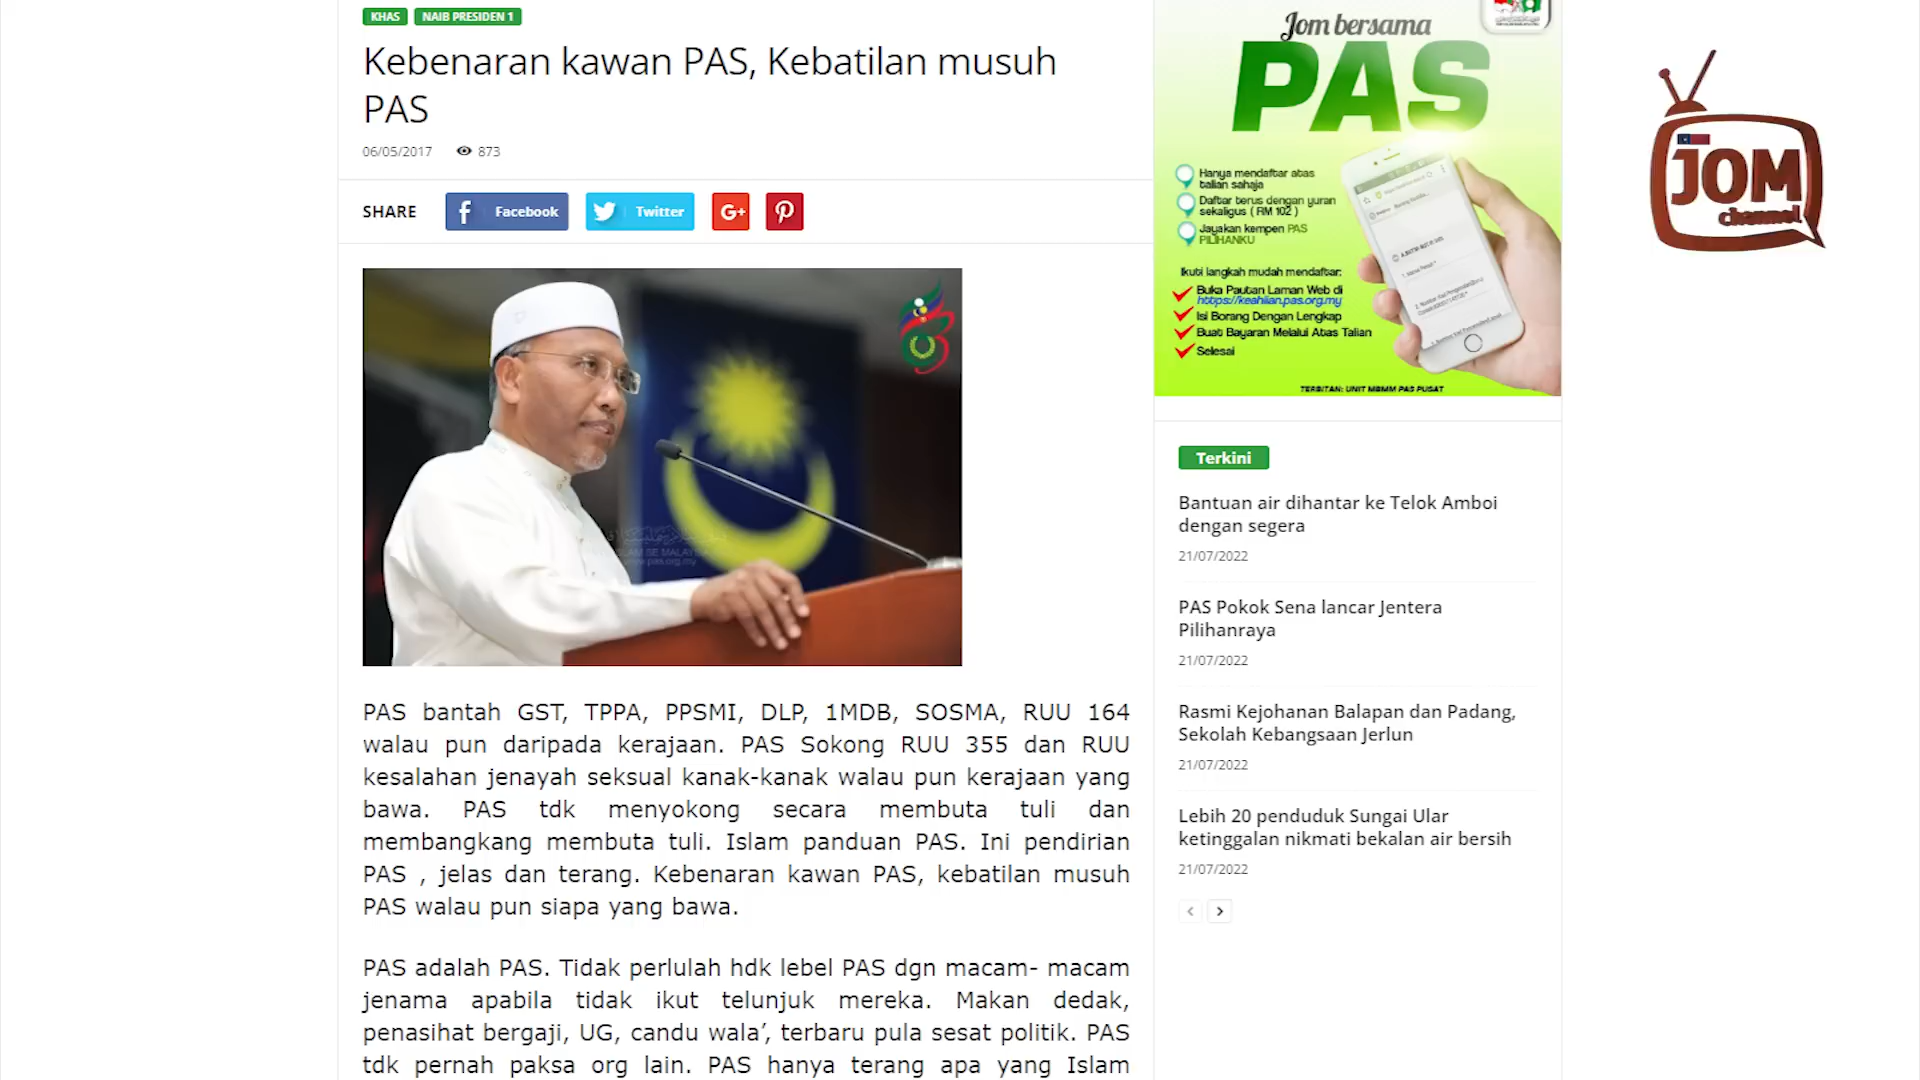 KHAS
NAIB PRESIDEN 1
Kebenaran kawan PAS, Kebatilan musuh
PAS
06/05/2017
873
SHARE
Facebook
Twitter
G+
PAS bantah GST, TPPA, PPSMI, DLP, 1MDB, SOSMA, RUU 164
walau pun daripada kerajaan. PAS Sokong RUU 355 dan RUU
kesalahan jenayah seksual kanak-kanak walau pun kerajaan yang
bawa. PAS tdk menyokong secara membuta tuli dan
membangkang membuta tuli. Islam panduan PAS. Ini pendirian
PAS , jelas dan terang. Kebenaran kawan PAS, kebatilan musuh
PAS walau pun siapa yang bawa.
PAS adalah PAS. Tidak perlulah hdk lebel PAS dgn macam- macam
jenama apabila tidak ikut telunjuk mereka. Makan dedak,
penasihat bergaji, UG, candu wala’, terbaru pula sesat politik. PAS
tdk pernah paksa org lain. PAS hanya terang apa yang Islam
Jom bersama
PAS
Hanya mendaftar atas
talian sahaja
Daftar terus dengan yuran
sekaligus ( RM 102 )
Jayakan kempen PAS
PILIHANKU
Ikuti langkah mudah mendaftar:
Buka Pautan Laman Web di
https://keahlian.pas.org.my
Isi Borang Dengan Lengkap
Buat Bayaran Melalui Atas Talian
Selesai
TERBITAN: UNIT MBMM PAS PUSAT
Terkini
Bantuan air dihantar ke Telok Amboi
dengan segera
21/07/2022
PAS Pokok Sena lancar Jentera
Pilihanraya
21/07/2022
Rasmi Kejohanan Balapan dan Padang,
Sekolah Kebangsaan Jerlun
21/07/2022
Lebih 20 penduduk Sungai Ular
ketinggalan nikmati bekalan air bersih
21/07/2022
JOM
channel